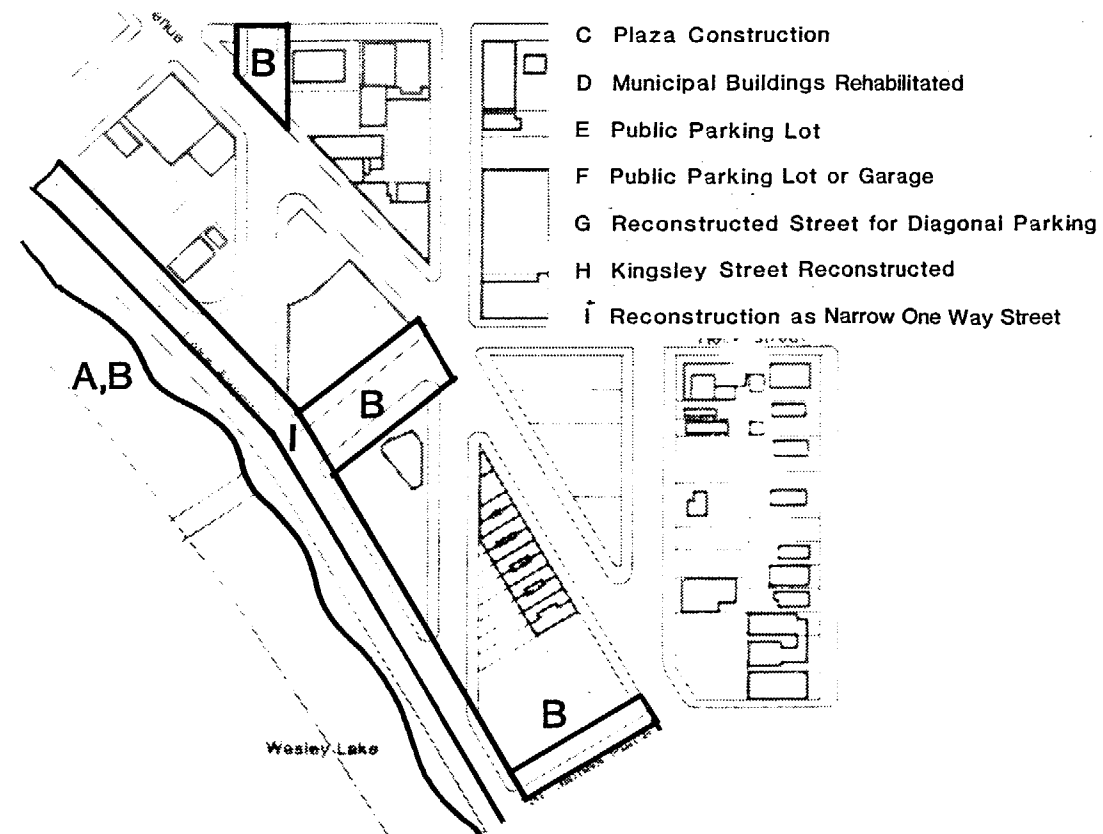 enue
B
C Plaza Construction
D Municipal Buildings Rehabilitated
E Public Parking Lot
F Public Parking Lot or Garage
G Reconstructed Street for Diagonal Parking
H Kingsley Street Reconstructed
I Reconstruction as Narrow One Way Street
A,B
B
I
B
Wesley Lake